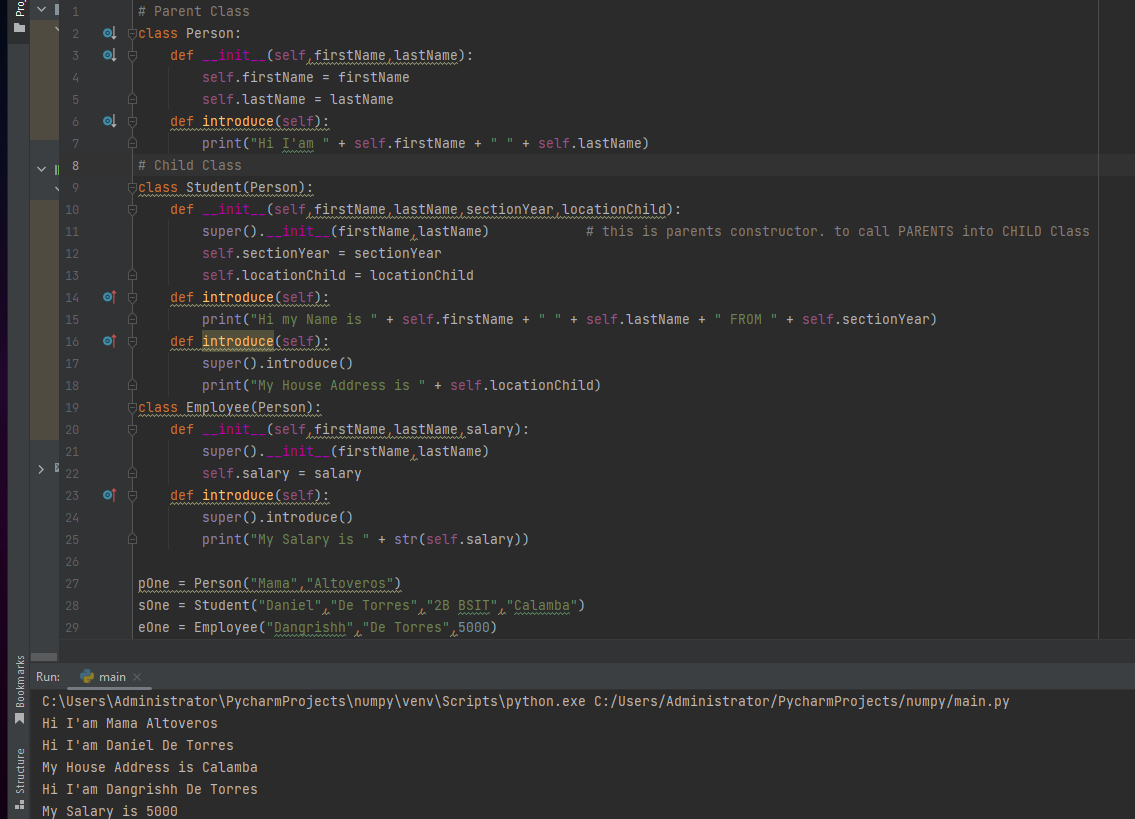 Pro
1 # Parent Class
2 class Person:
3 def __init__(self,firstName,lastName):
4 self.firstName = firstName
5 self.lastName = lastName
6 def introduce(self):
7 print("Hi I'am " + self.firstName + " " + self.lastName)
8 # Child Class
9 class Student(Person):
10 def __init__(self,firstName,lastName,sectionYear,locationChild):
11 super().__init__(firstName,lastName) # this is parents constructor. to call PARENTS into CHILD Class
12 self.sectionYear = sectionYear
13 self.locationChild = locationChild
14 def introduce(self):
15 print("Hi my Name is " + self.firstName + " " + self.lastName + " FROM " + self.sectionYear)
16 def introduce(self):
17 super().introduce()
18 print("My House Address is " + self.locationChild)
19 class Employee(Person):
20 def __init__(self,firstName,lastName,salary):
21 super().__init__(firstName,lastName)
22 self.salary = salary
23 def introduce(self):
24 super().introduce()
25 print("My Salary is " + str(self.salary))
26
27 pOne = Person("Mama","Altoveros")
28 sOne = Student("Daniel","De Torres","2B BSIT","Calamba")
29 eOne = Employee("Dangrishh","De Torres",5000)
Bookmarks
Structure
Run: main
C:\Users\Administrator\PycharmProjects\numpy\venv\Scripts\python.exe C:/Users/Administrator/PycharmProjects/numpy/main.py
Hi I'am Mama Altoveros
Hi I'am Daniel De Torres
My House Address is Calamba
Hi I'am Dangrishh De Torres
My Salary is 5000